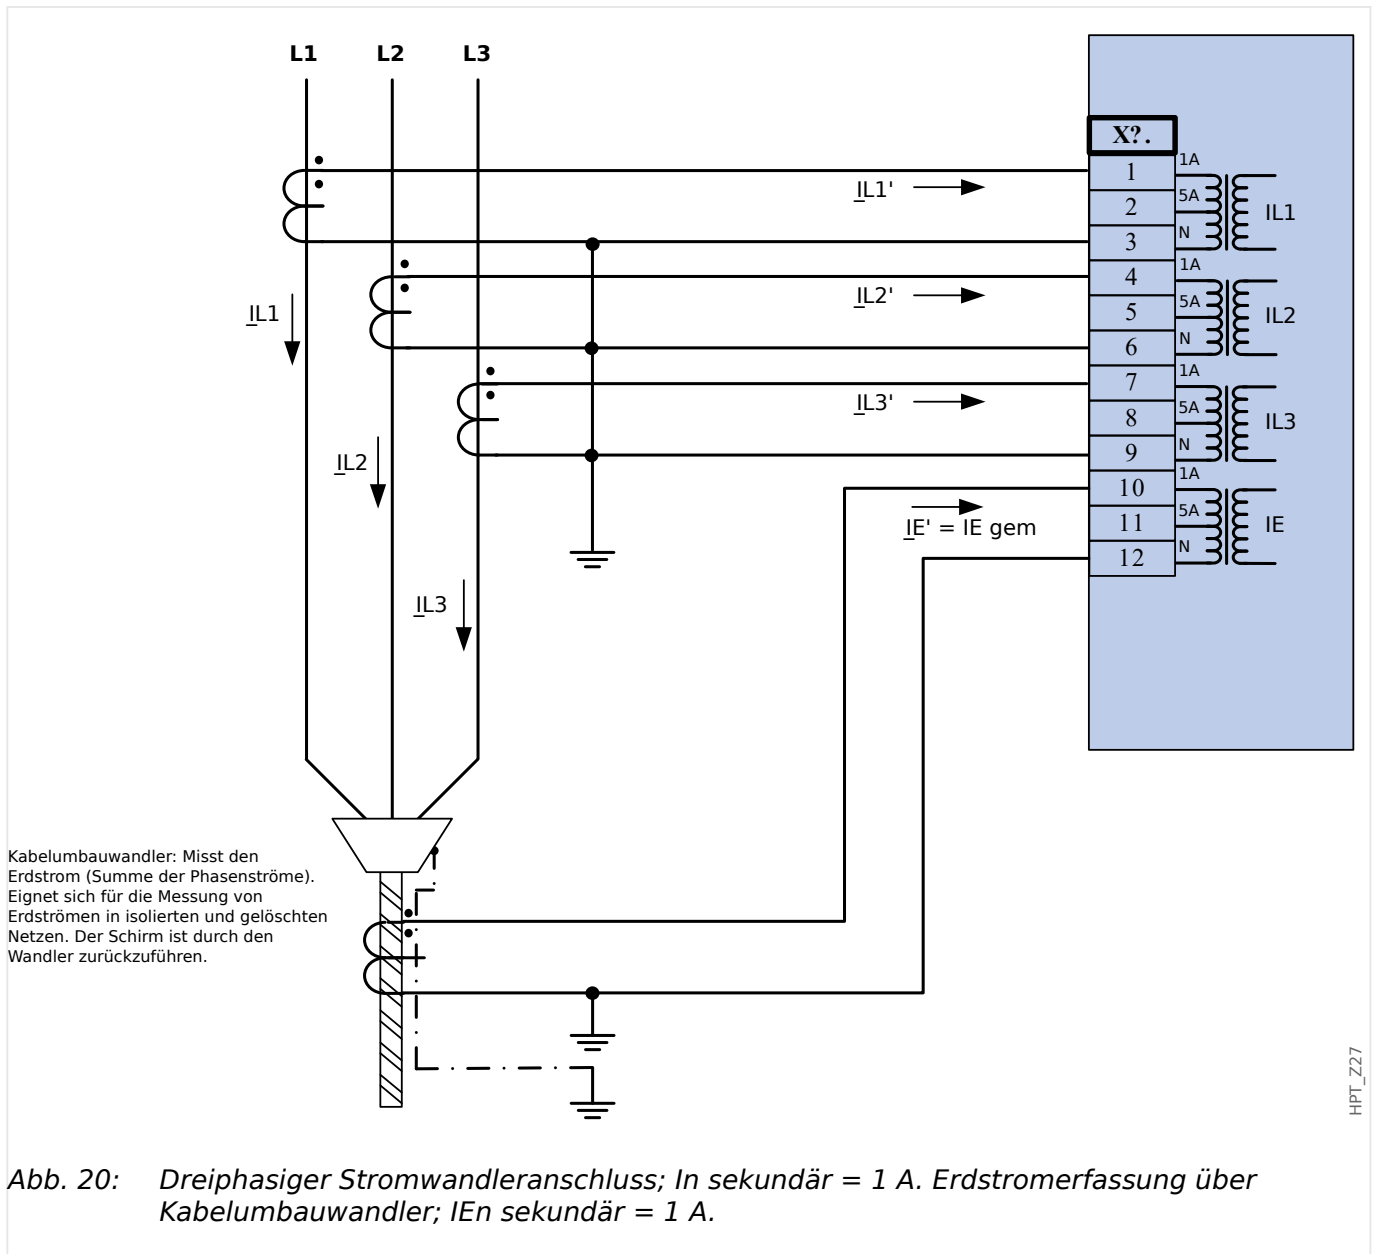 L1 L2 L3
X?.
1 1A
2 5A IL1
3 N
IL1'
4 1A
5 5A IL2
6 N
IL2'
IL1
7 1A
8 5A IL3
9 N
IL3'
IL2
10 1A
11 5A IE
12 N
IE' = IE gem
IL3
Kabelumbauwandler: Misst den
Erdstrom (Summe der Phasenströme).
Eignet sich für die Messung von
Erdströmen in isolierten und gelöschten
Netzen. Der Schirm ist durch den
Wandler zurückzuführen.
HPT_Z27
Abb. 20: Dreiphasiger Stromwandleranschluss; In sekundär = 1 A. Erdstromerfassung über
Kabelumbauwandler; IEn sekundär = 1 A.